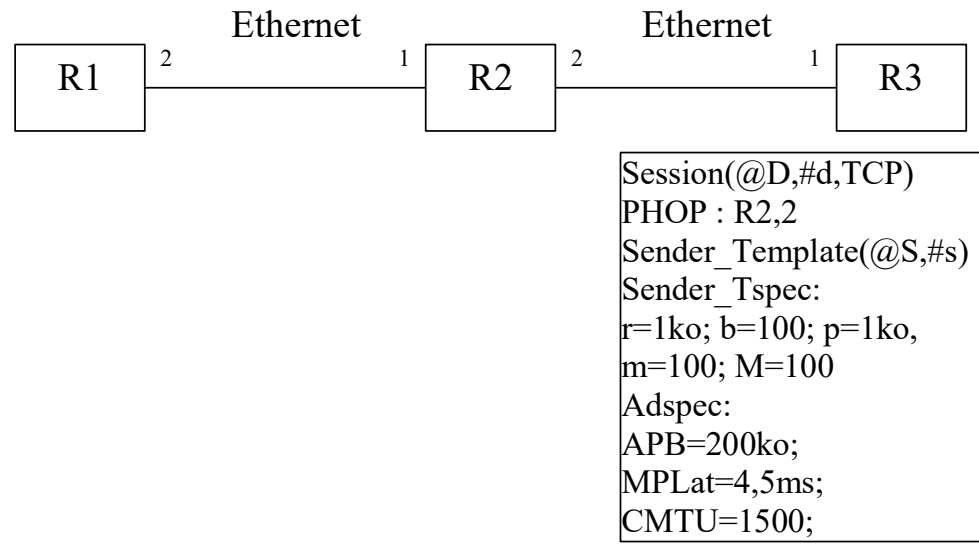 Ethernet Ethernet
R1 2 1 R2 2 1 R3
Session(@D,#d,TCP)
PHOP : R2,2
Sender_Template(@S,#s)
Sender_Tspec:
r=1ko; b=100; p=1ko,
m=100; M=100
Adspec:
APB=200ko;
MPLat=4,5ms;
CMTU=1500;